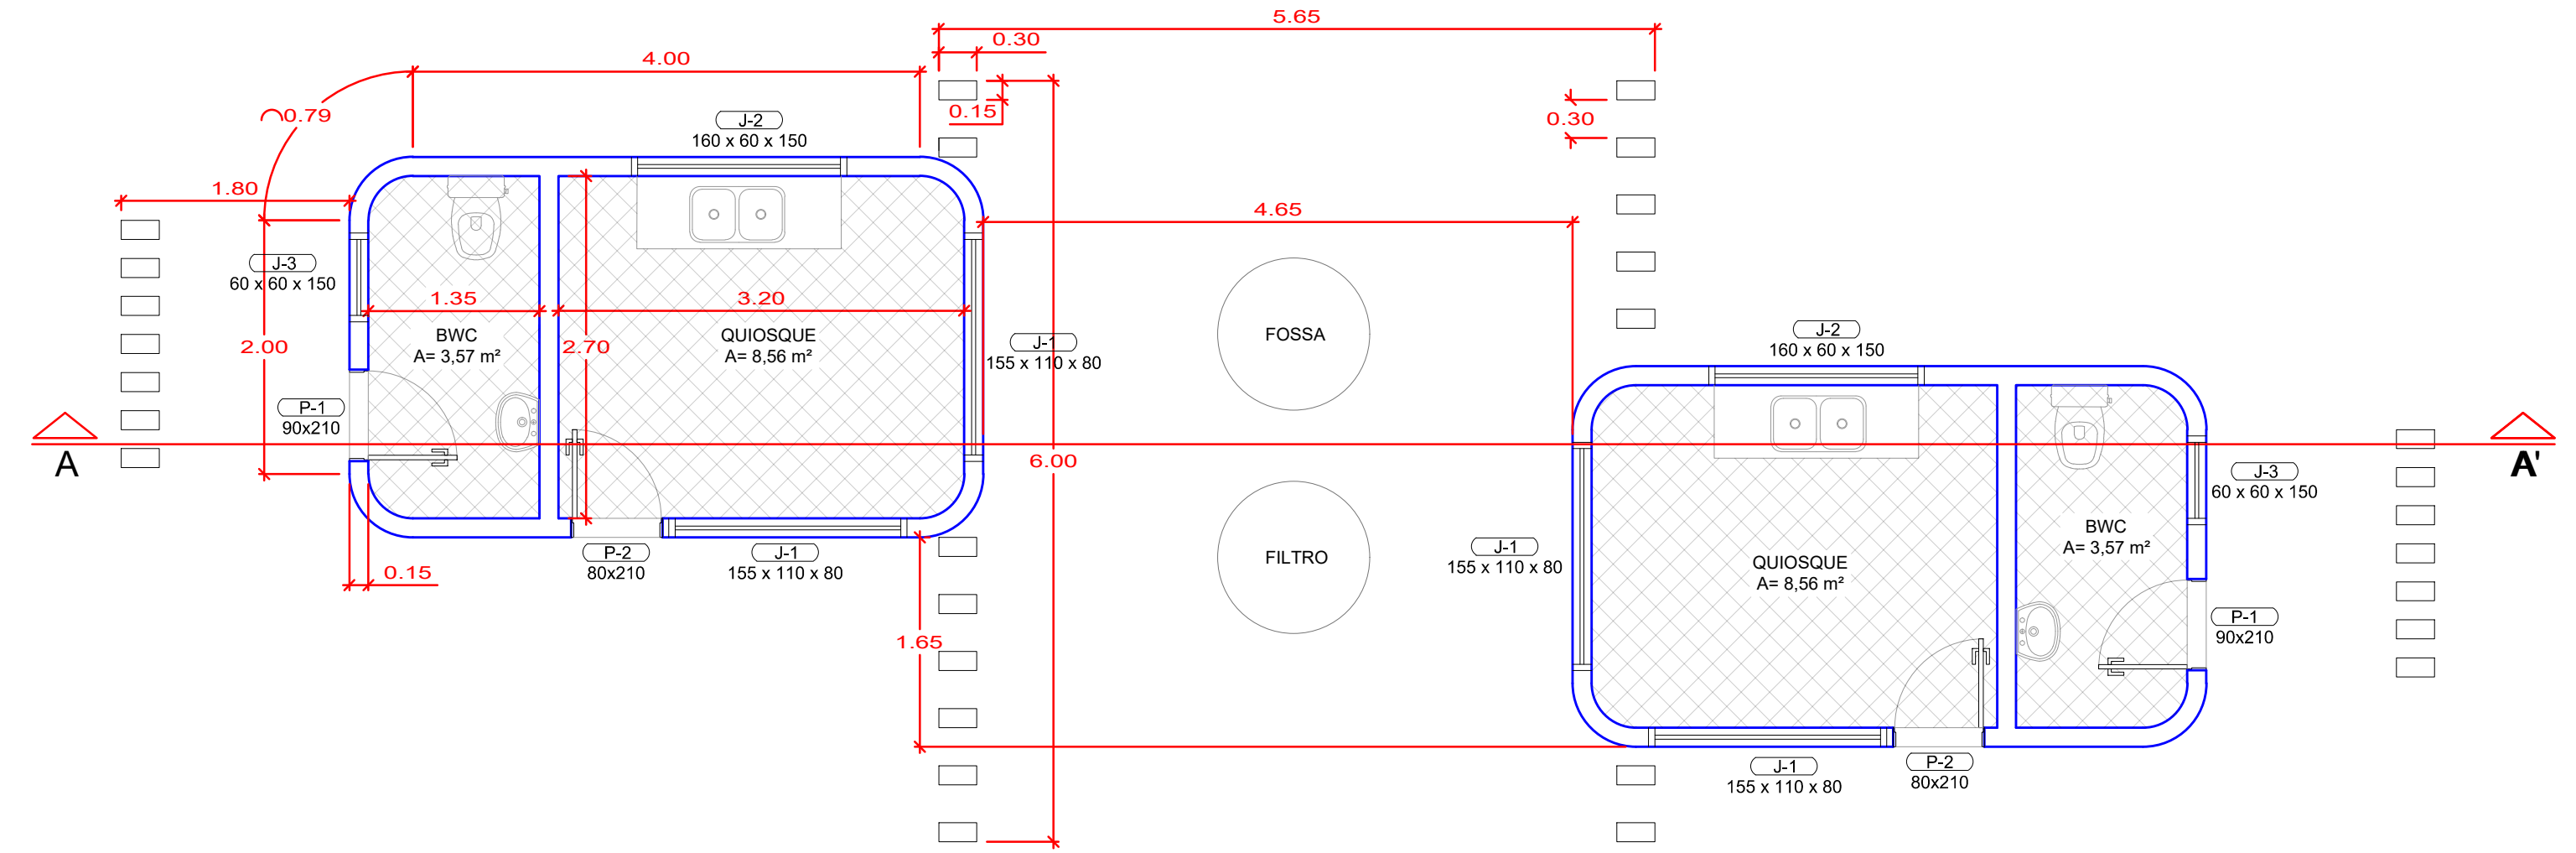 5.65
0.30
4.00
0.79
J-2
160 x 60 x 150
0.15
0.30
1.80
4.65
J-3
60 x 60 x 150
1.35
3.20
BWC
A= 3,57 m²
2.70
QUIOSQUE
A= 8,56 m²
2.00
J-1
155 x 110 x 80
FOSSA
J-2
160 x 60 x 150
P-1
90x210
A
6.00
A'
J-3
60 x 60 x 150
P-2
80x210
J-1
155 x 110 x 80
0.15
FILTRO
J-1
155 x 110 x 80
QUIOSQUE
A= 8,56 m²
BWC
A= 3,57 m²
1.65
P-1
90x210
J-1
155 x 110 x 80
P-2
80x210